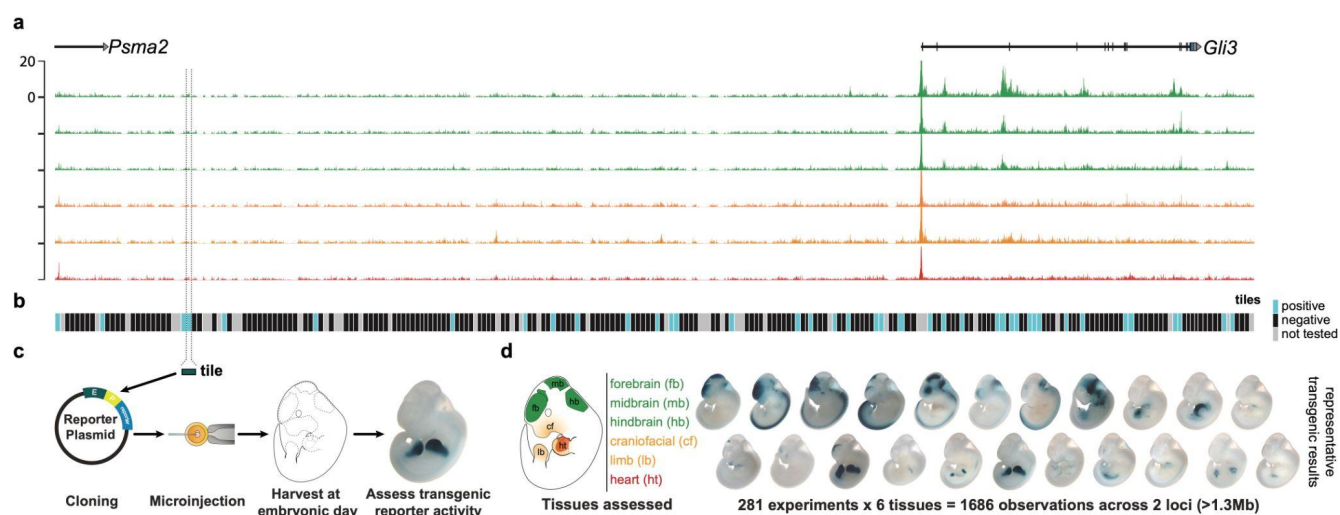 a
Psma2
Gli3
20
0
b
tiles
positive
negative
not tested
c
tile
E
Reporter
Plasmid
Cloning
Microinjection
Harvest at
embryonic day
Assess transgenic
reporter activity
d
mb
fb
hb
cf
lb
ht
forebrain (fb)
midbrain (mb)
hindbrain (hb)
craniofacial (cf)
limb (lb)
heart (ht)
Tissues assessed
281 experiments x 6 tissues = 1686 observations across 2 loci (>1.3Mb)
representative
transgenic results